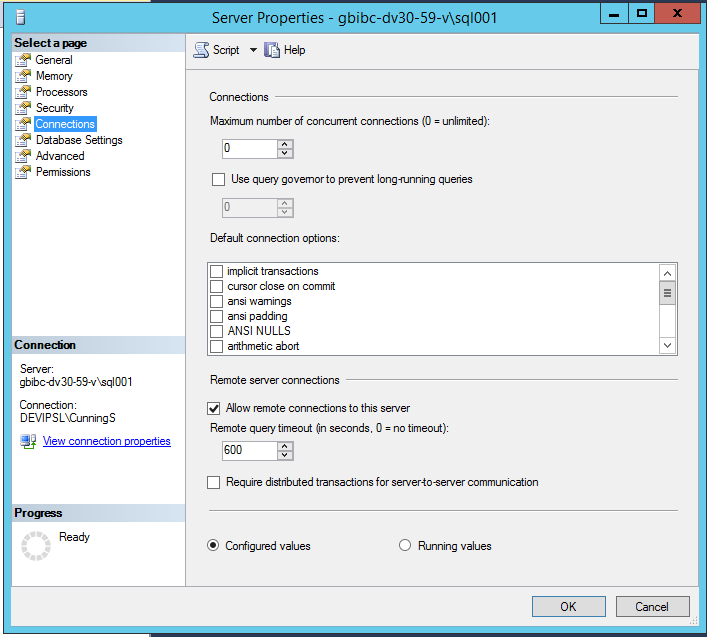 Server Properties - gbibc-dv30-59-v\sql001
Select a page
General
Memory
Processors
Security
Connections
Database Settings
Advanced
Permissions
Connection
Server:
gbibc-dv30-59-v\sql001
Connection:
DEVIPSL\CunningS
View connection properties
Progress
Ready
Script
Help
Connections
Maximum number of concurrent connections (0 = unlimited):
0
Use query governor to prevent long-running queries
0
Default connection options:
implicit transactions
cursor close on commit
ansi warnings
ansi padding
ANSI NULLS
arithmetic abort
Remote server connections
Allow remote connections to this server
Remote query timeout (in seconds, 0 = no timeout):
600
Require distributed transactions for server-to-server communication
Configured values
Running values
OK
Cancel